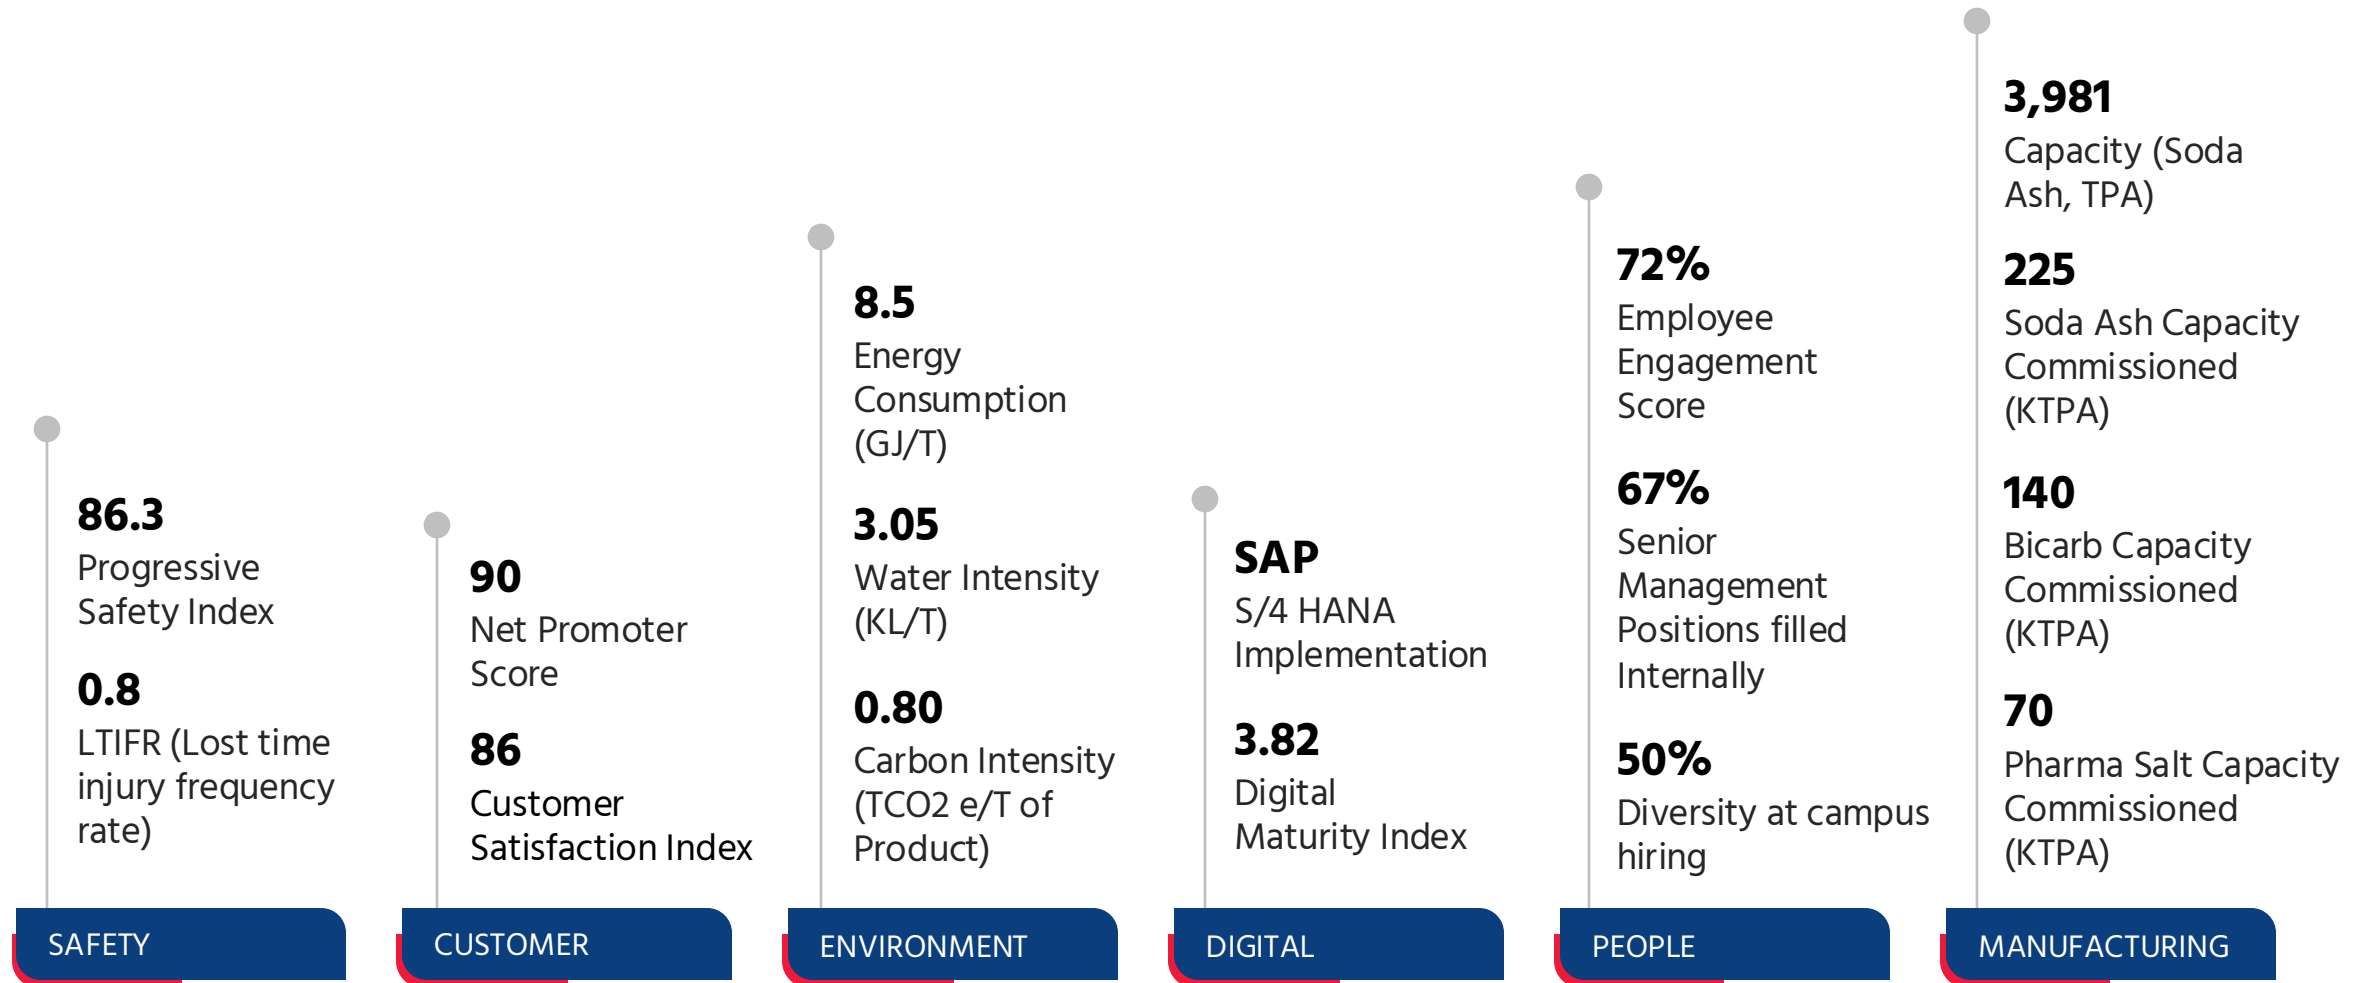 86.3
Progressive
Safety Index
0.8
LTIFR (Lost time
injury frequency
rate)
SAFETY
90
Net Promoter
Score
86
Customer
Satisfaction Index
CUSTOMER
8.5
Energy
Consumption
(GJ/T)
3.05
Water Intensity
(KL/T)
0.80
Carbon Intensity
(TCO2 e/T of
Product)
ENVIRONMENT
SAP
S/4 HANA
Implementation
3.82
Digital
Maturity Index
DIGITAL
72%
Employee
Engagement
Score
67%
Senior
Management
Positions filled
Internally
50%
Diversity at campus
hiring
PEOPLE
3,981
Capacity (Soda
Ash, TPA)
225
Soda Ash Capacity
Commissioned
(KTPA)
140
Bicarb Capacity
Commissioned
(KTPA)
70
Pharma Salt Capacity
Commissioned
(KTPA)
MANUFACTURING